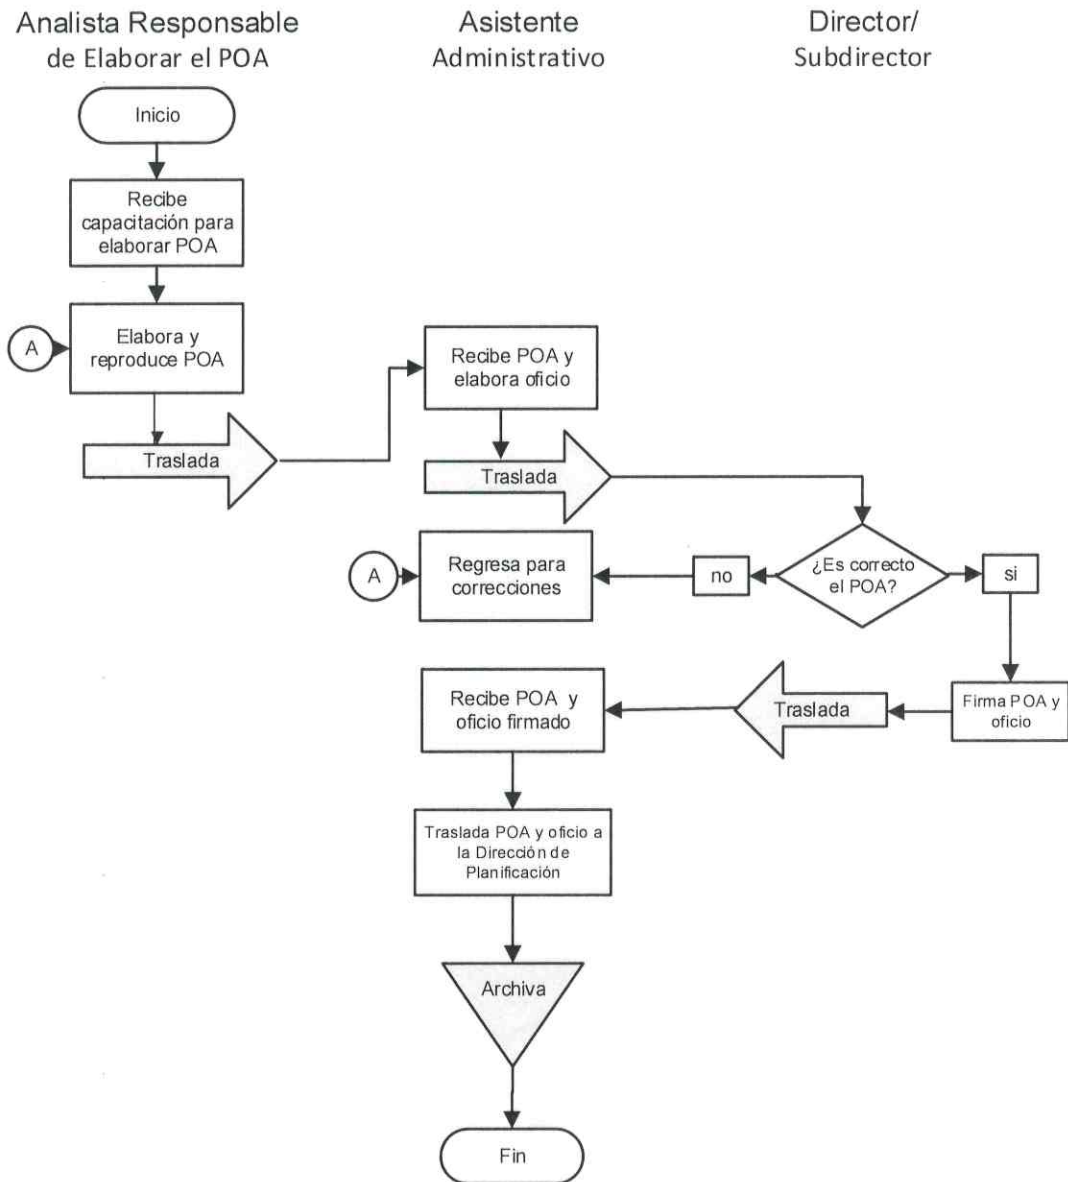 Analista Responsable
de Elaborar el POA
Asistente
Administrativo
Director/
Subdirector
Inicio
Recibe
capacitación para
elaborar POA
A
Elabora y
reproduce POA
Traslada
Recibe POA y
elabora oficio
Traslada
¿Es correcto
el POA?
si
no
Regresa para
correcciones
A
Firma POA y
oficio
Traslada
Recibe POA y
oficio firmado
Traslada POA y oficio a
la Dirección de
Planificación
Archiva
Fin